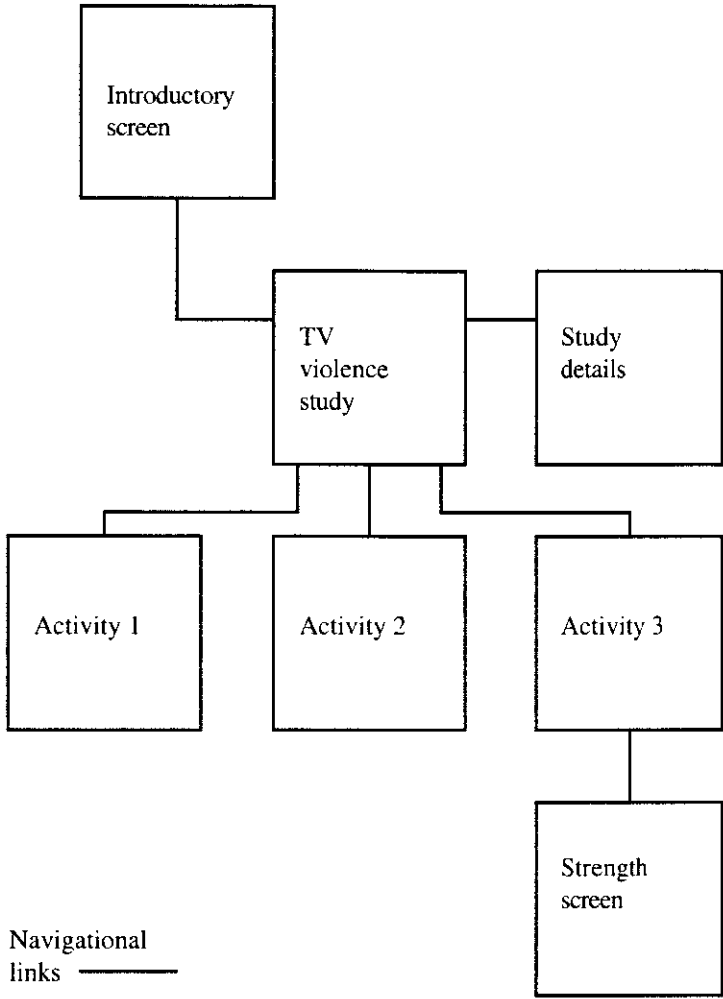 Introductory
screen
TV
violence
study
Study
details
Activity 1
Activity 2
Activity 3
Strength
screen
Navigational
links